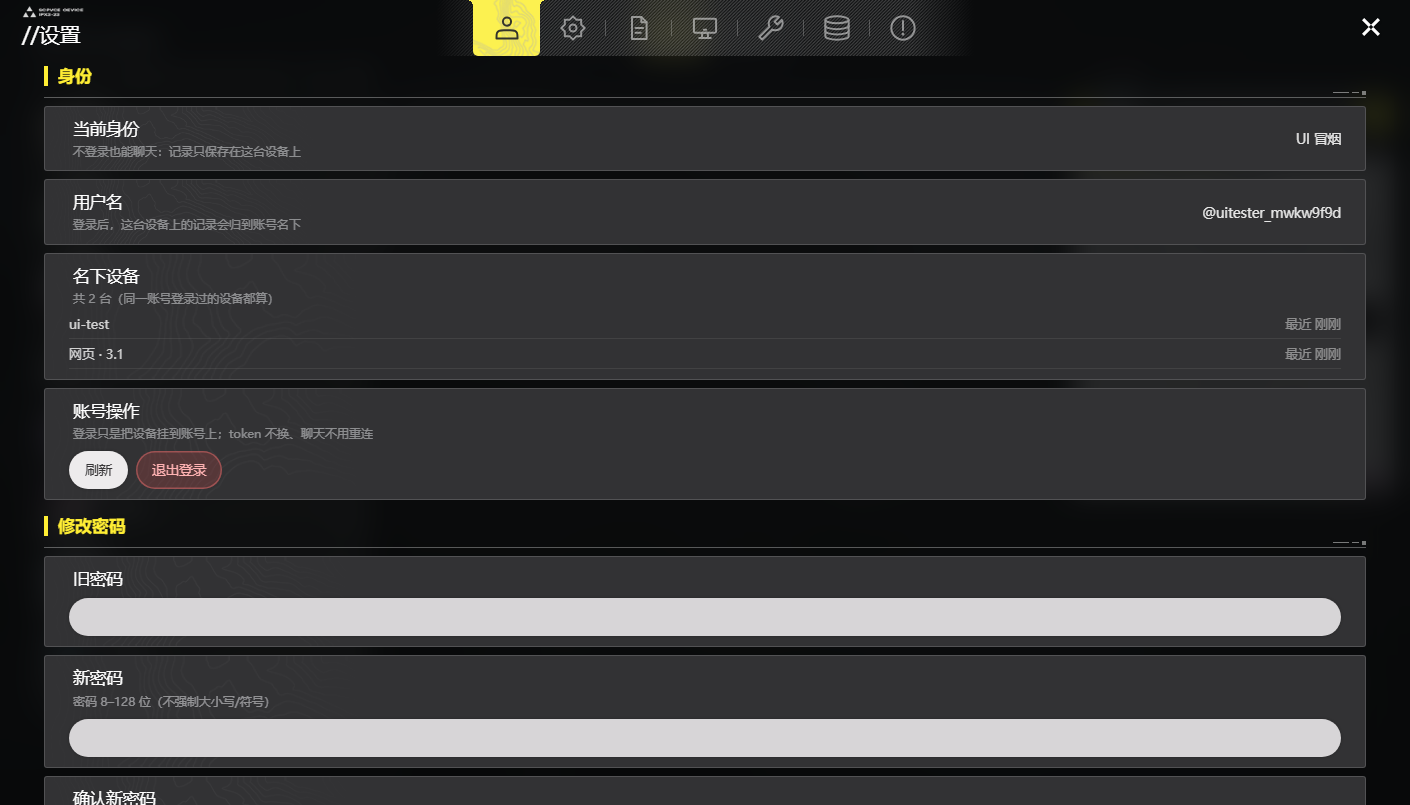 SCPVCE DEVICE
IPX3-23
//设置
身份
当前身份
不登录也能聊天：记录只保存在这台设备上
UI 冒烟
用户名
登录后，这台设备上的记录会归到账号名下
@uitester_mwkw9f9d
名下设备
共 2 台（同一账号登录过的设备都算）
ui-test
最近 刚刚
网页 · 3.1
最近 刚刚
账号操作
登录只是把设备挂到账号上；token 不换、聊天不用重连
刷新
退出登录
修改密码
旧密码
新密码
密码 8–128 位（不强制大小写/符号）
确认新密码